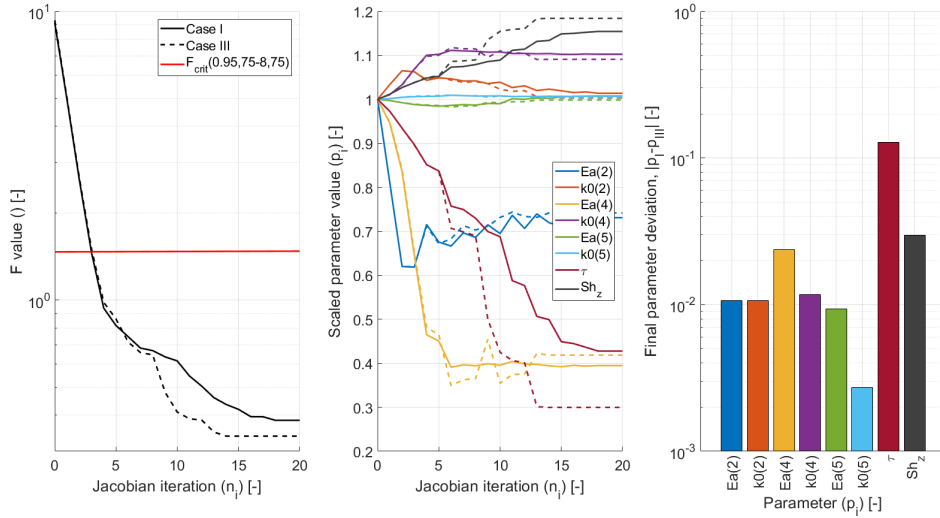 F value () [-]
10^1
10^0
Case I
Case III
F_crit(0.95,75-8,75)
0
5
10
15
20
Jacobian iteration (n_i) [-]
Scaled parameter value (p_i) [-]
1.2
1.1
1
0.9
0.8
0.7
0.6
0.5
0.4
0.3
0.2
Ea(2)
k0(2)
Ea(4)
k0(4)
Ea(5)
k0(5)
τ
Sh_z
0
5
10
15
20
Jacobian iteration (n_i) [-]
Final parameter deviation, |p_I-p_III| [-]
10^0
10^-1
10^-2
10^-3
Ea(2)
k0(2)
Ea(4)
k0(4)
Ea(5)
k0(5)
τ
Sh_z
Parameter (p_i) [-]